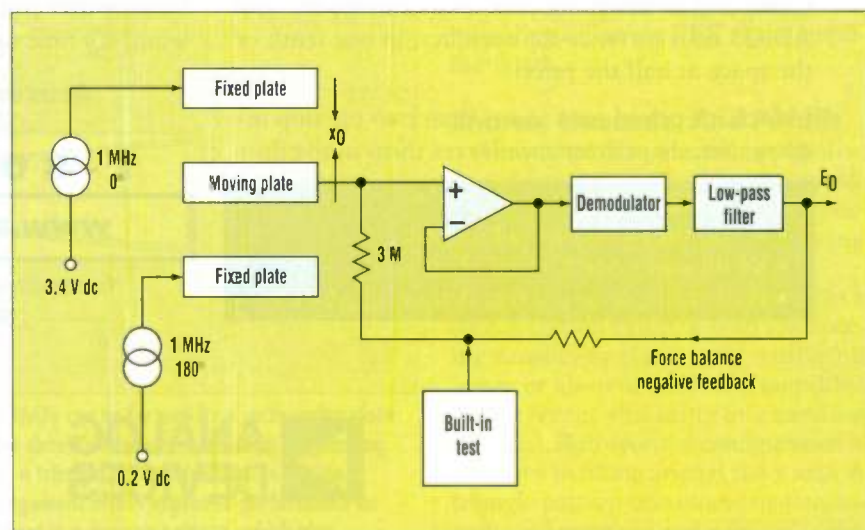 Fixed plate
1 MHz
0°
X0
Moving plate
+
−
Demodulator
Low-pass
filter
E0
Fixed plate
3 M
3.4 V dc
1 MHz
180°
Force balance
negative feedback
Built-in
test
0.2 V dc